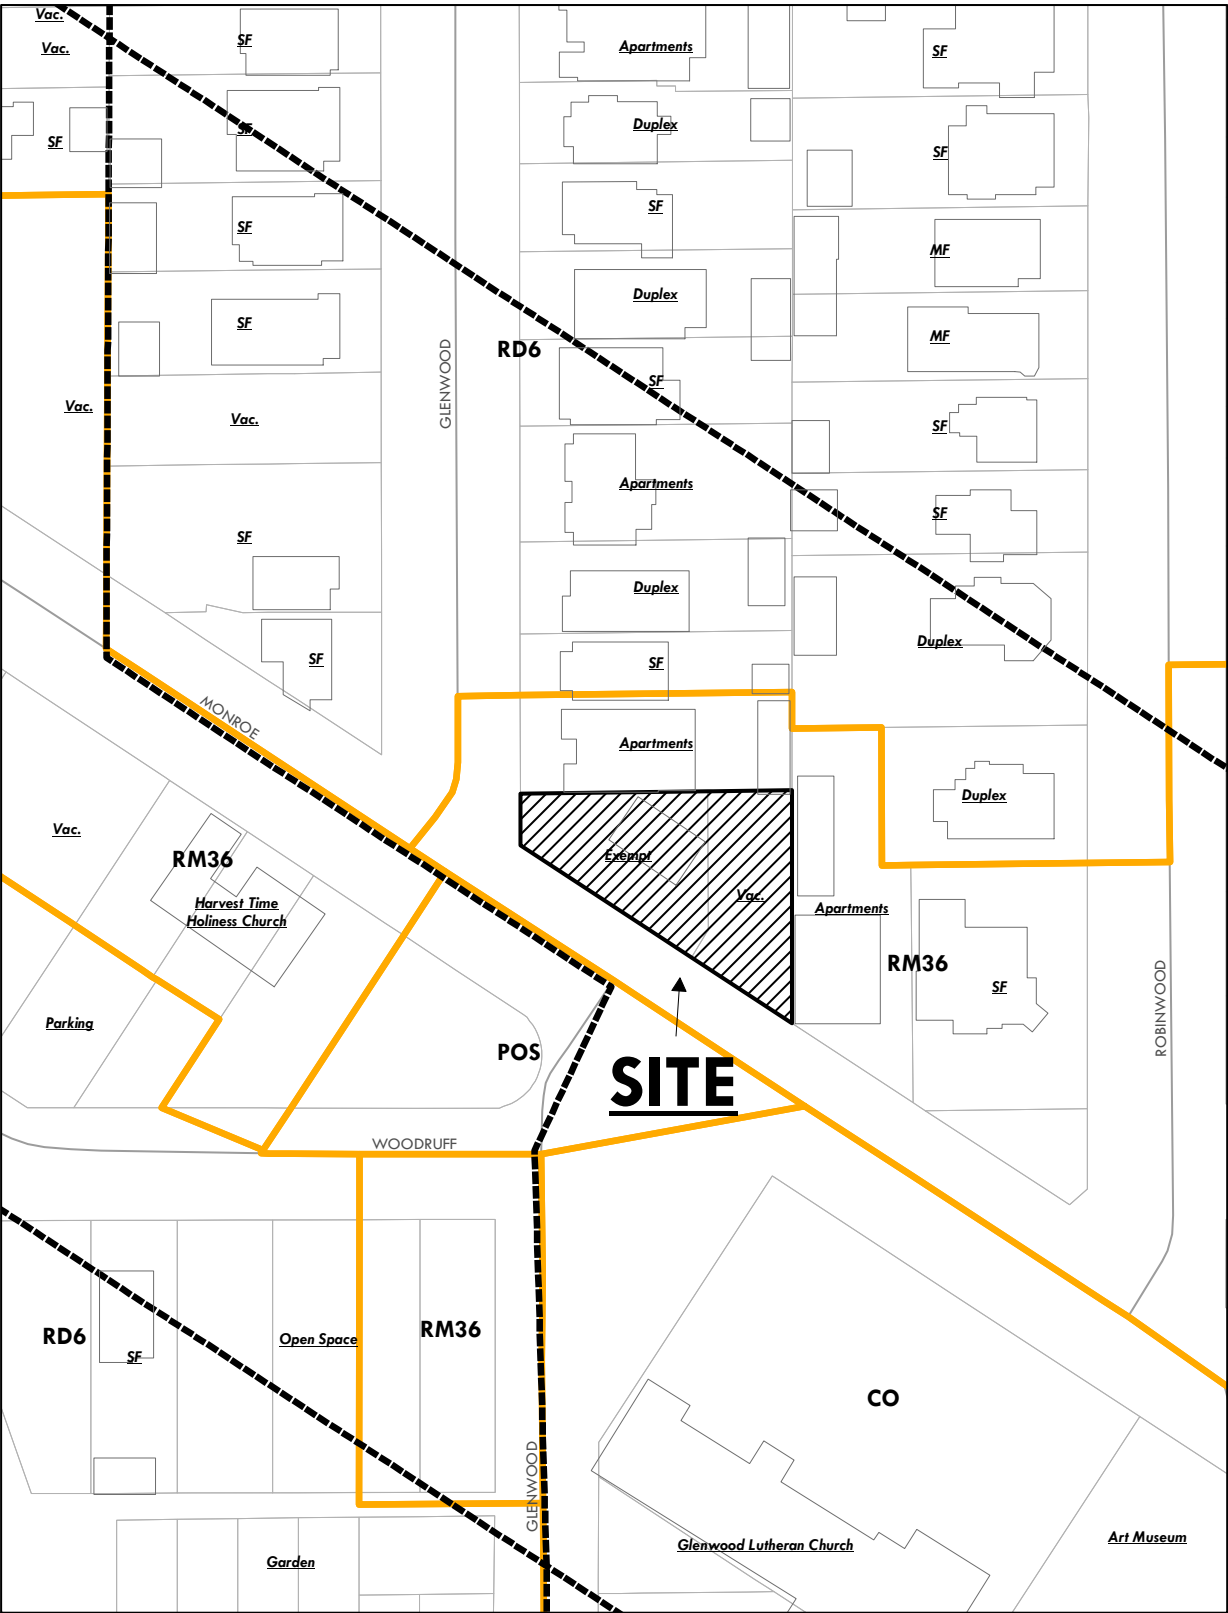 Vac.
Vac.
SF
Apartments
SF
SF
Duplex
SF
SF
SF
SF
SF
MF
Duplex
SF
MF
RD6
GLENWOOD
SF
Vac.
Vac.
SF
Apartments
SF
SF
Duplex
Duplex
SF
SF
MONROE
Apartments
Duplex
Vac.
RM36
Exempt
Vac.
Harvest Time
Holiness Church
Apartments
RM36
SF
ROBINWOOD
Parking
POS
SITE
WOODRUFF
RD6
SF
Open Space
RM36
CO
GLENWOOD
Glenwood Lutheran Church
Art Museum
Garden